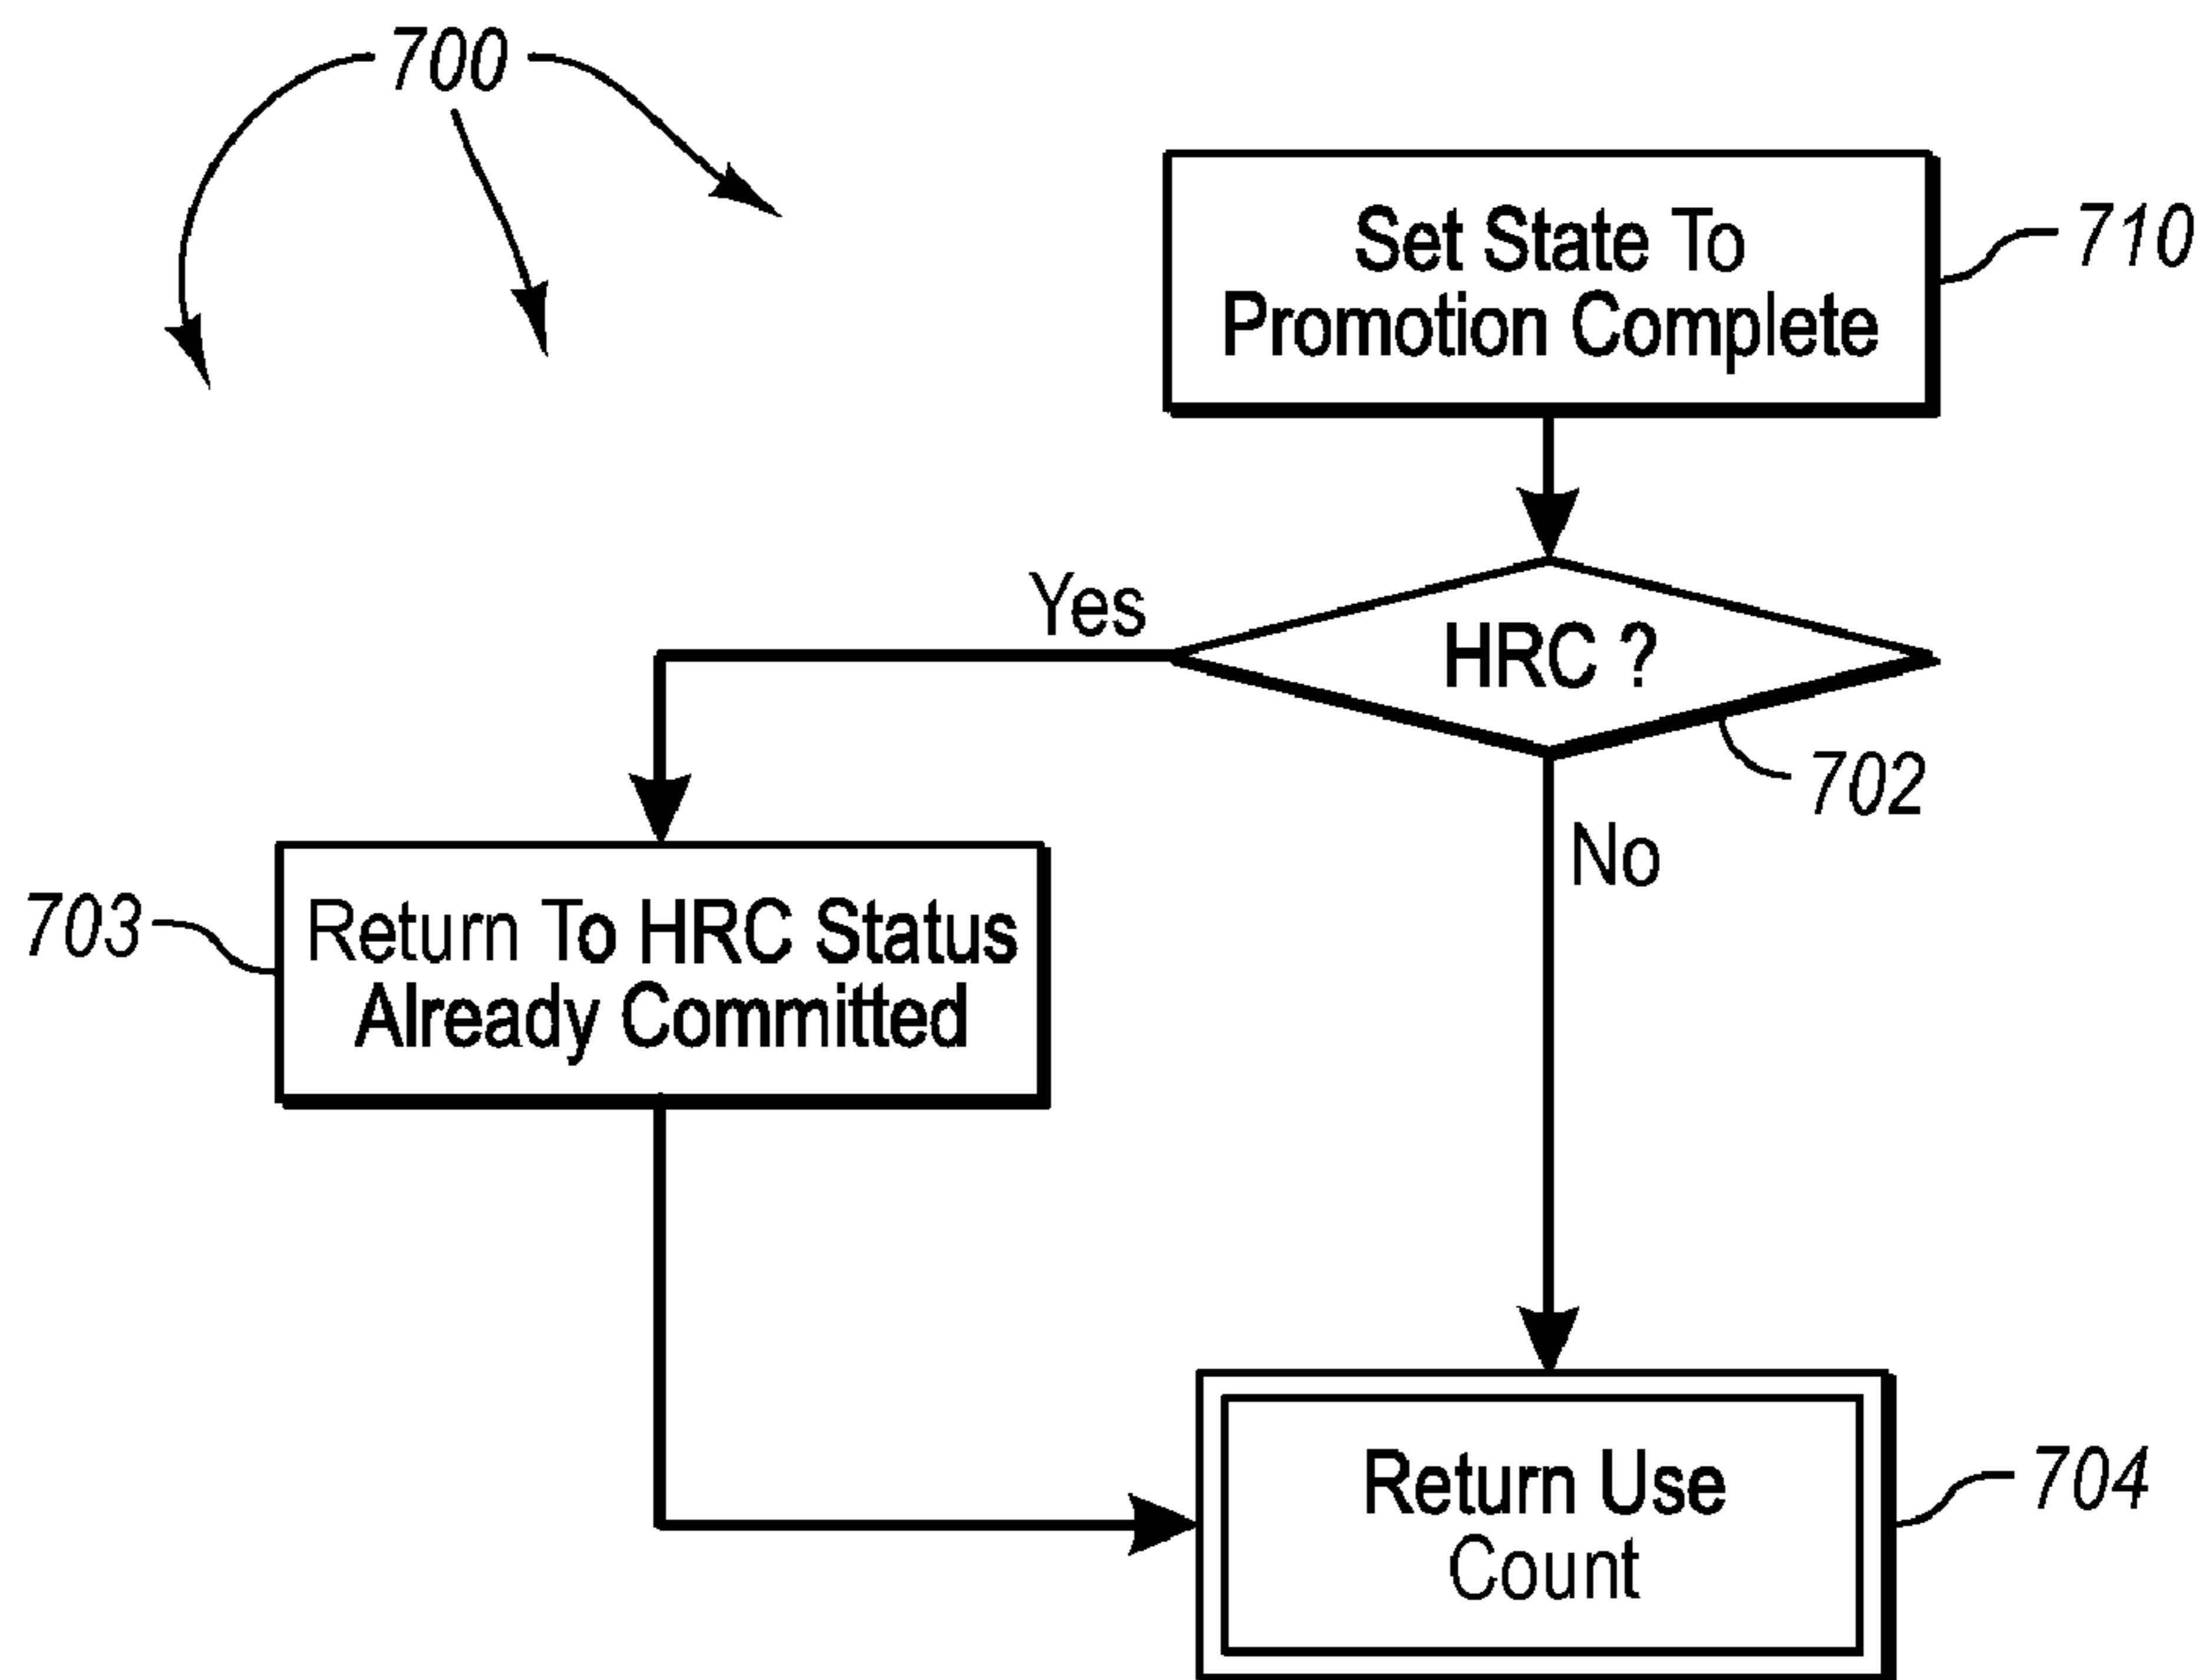 700
Set State To
Promotion Complete
710
Yes
HRC ?
702
No
703
Return To HRC Status
Already Committed
Return Use
Count
704